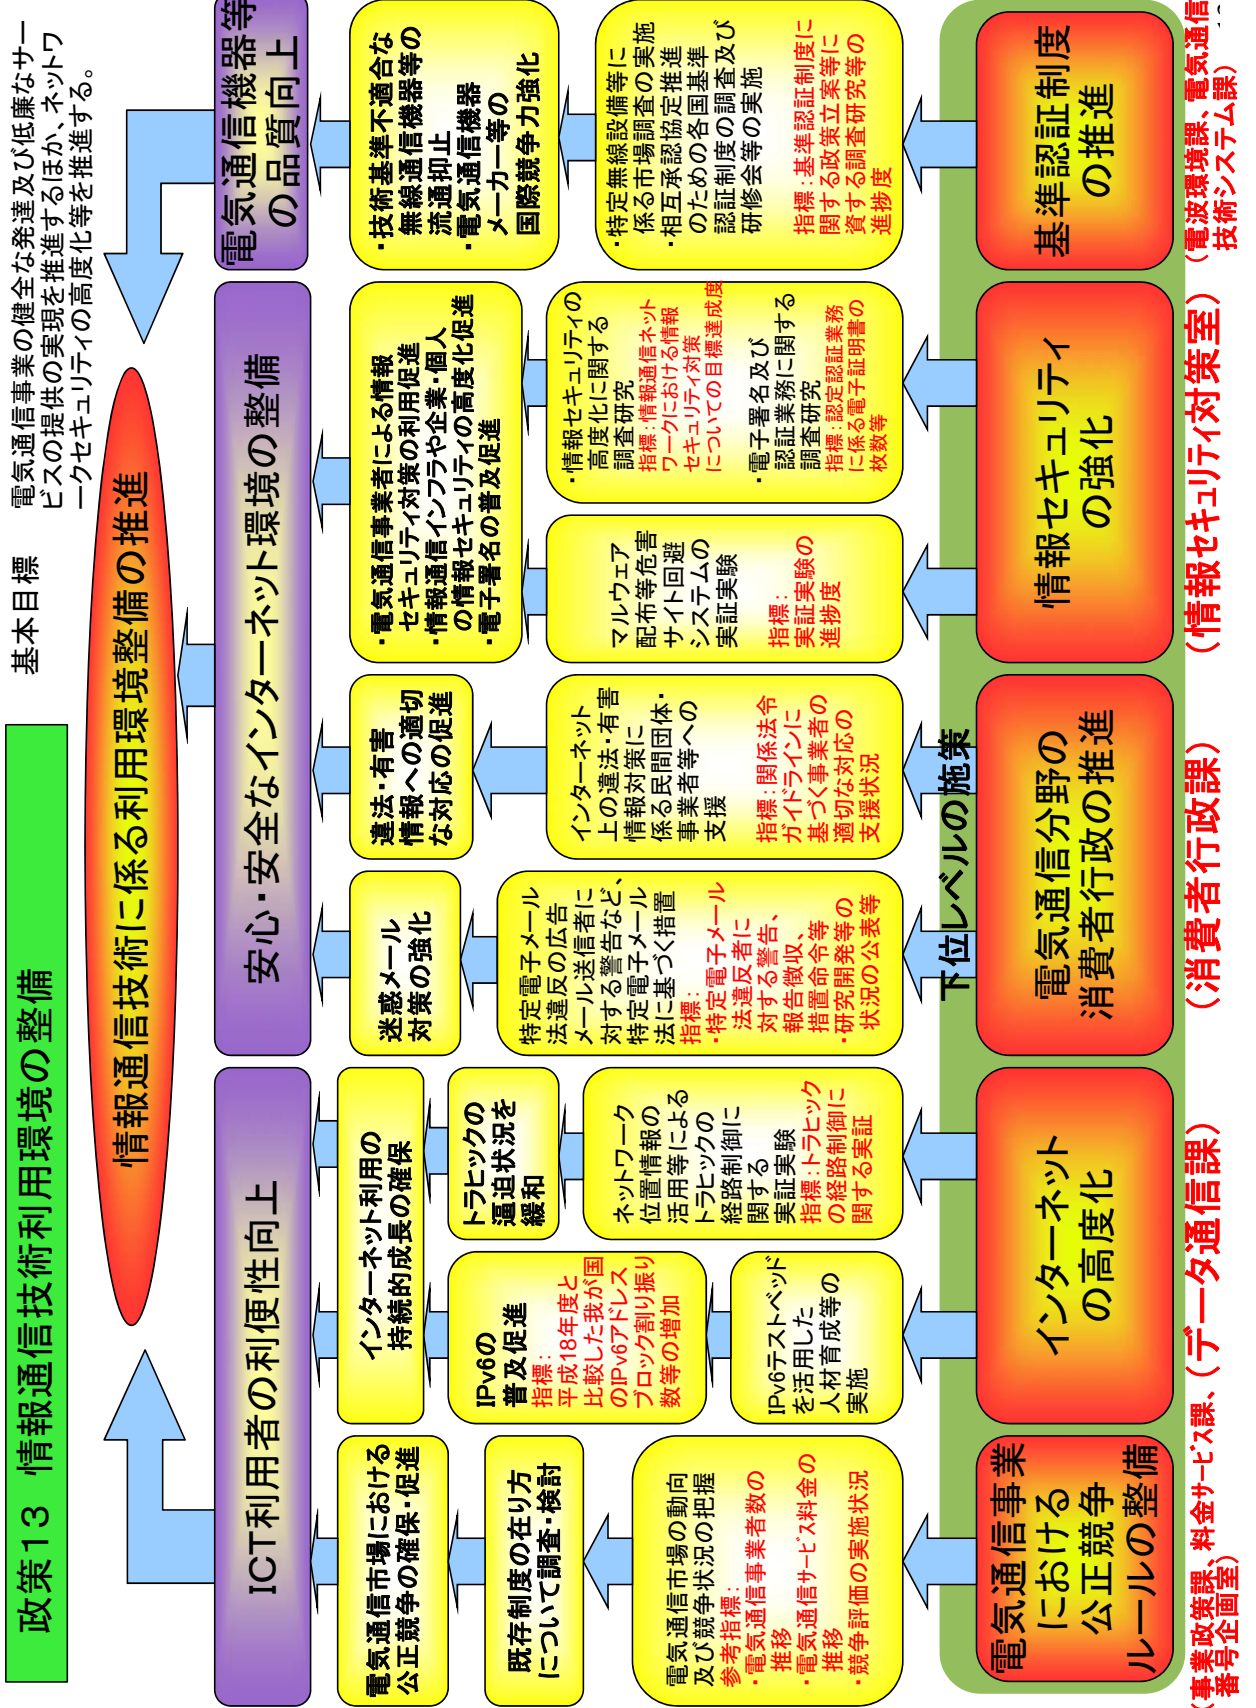 政策13 情報通信技術利用環境の整備
基本目標
電気通信事業の健全な発達及び低廉なサー
ビスの提供の実現を推進するほか、ネットワ
ークセキュリティの高度化等を推進する。
情報通信技術に係る利用環境整備の推進
ICT利用者の利便性向上
安心・安全なインターネット環境の整備
電気通信機器等
の品質向上
電気通信市場における
公正競争の確保・促進
インターネット利用の
持続的成長の確保
迷惑メール
対策の強化
違法・有害
情報への適切
な対応の促進
・電気通信事業者による情報
セキュリティ対策の利用促進
・情報通信インフラや企業・個人
の情報セキュリティの高度化促進
・電子署名の普及促進
・技術基準不適合な
無線通信機器等の
流通抑止
・電気通信機器
メーカー等の
国際競争力強化
既存制度の在り方
について調査・検討
IPv6の
普及促進
指標:
平成18年度と
比較した我が国
のIPv6アドレス
ブロック割り振り
数等の増加
トラヒックの
逼迫状況を
緩和
電気通信市場の動向
及び競争状況の把握
参考指標:
・電気通信事業者数の
推移
・電気通信サービス料金の
推移
・競争評価の実施状況
IPv6テストベッド
を活用した
人材育成等の
実施
ネットワーク
位置情報の
活用等による
トラヒックの
経路制御に
関する
実証実験
指標:トラヒック
の経路制御に
関する実証
特定電子メール
法違反の広告
メール送信者に
対する警告など、
特定電子メール
法に基づく措置
指標:
・特定電子メール
法違反者に
対する警告、
報告徴収、
措置命令等
・研究開発等の
状況の公表等
インターネット
上の違法・有害
情報対策に
係る民間団体・
事業者等への
支援
指標:関係法令
ガイドラインに
基づく事業者の
適切な対応の
支援状況
マルウェア
配布等危害
サイト回避
システムの
実証実験
指標:
実証実験の
進捗度
・情報セキュリティの
高度化に関する
調査研究
指標:情報通信ネット
ワークにおける情報
セキュリティ対策
についての目標達成度
・電子署名及び
認証業務に関する
調査研究
指標:認定認証業務
に係る電子証明書の
枚数等
・特定無線設備等に
係る市場調査の実施
・相互承認協定推進
のための各国基準
認証制度の調査及び
研修会等の実施
指標:基準認証制度に
関する政策立案等に
資する調査研究等の
進捗度
下位レベルの施策
電気通信事業
における
公正競争
ルールの整備
インターネット
の高度化
電気通信分野の
消費者行政の推進
情報セキュリティ
の強化
基準認証制度
の推進
(事業政策課、料金サービス課、
番号企画室)
(データ通信課)
(消費者行政課)
(情報セキュリティ対策室)
(電波環境課、電気通信
技術システム課)